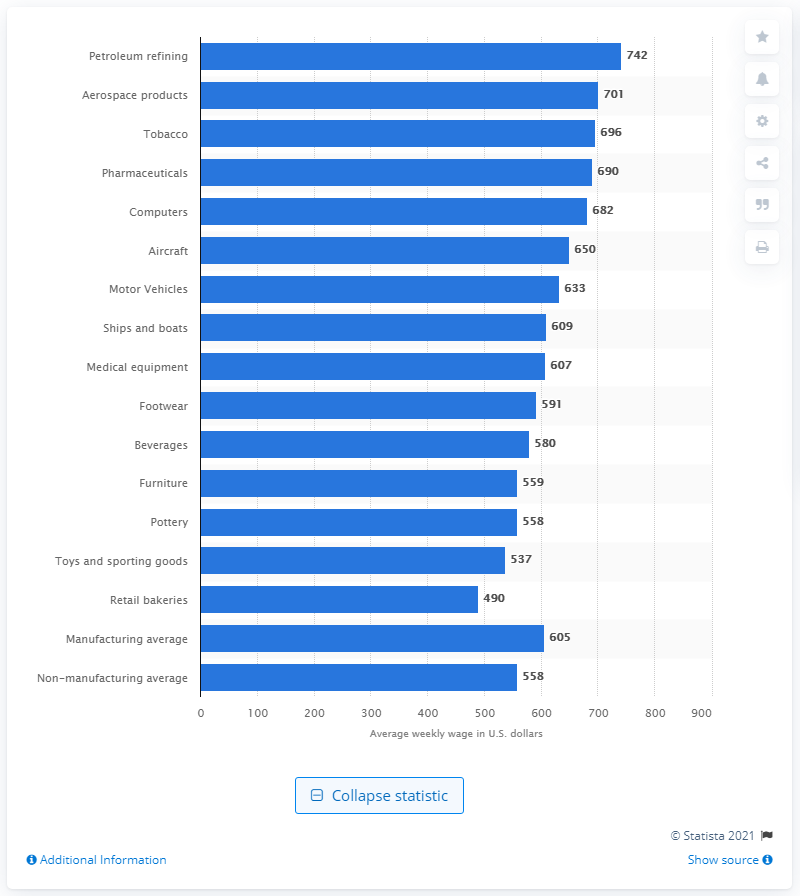 Petroleum refining 742
Aerospace products 701
Tobacco 696
Pharmaceuticals 690
Computers 682
Aircraft 650
Motor Vehicles 633
Ships and boats 609
Medical equipment 607
Footwear 591
Beverages 580
Furniture 559
Pottery 558
Toys and sporting goods 537
Retail bakeries 490
Manufacturing average 605
Non-manufacturing average 558
0 100 200 300 400 500 600 700 800 900
Average weekly wage in U.S. dollars
Collapse statistic
© Statista 2021
Additional Information Show source